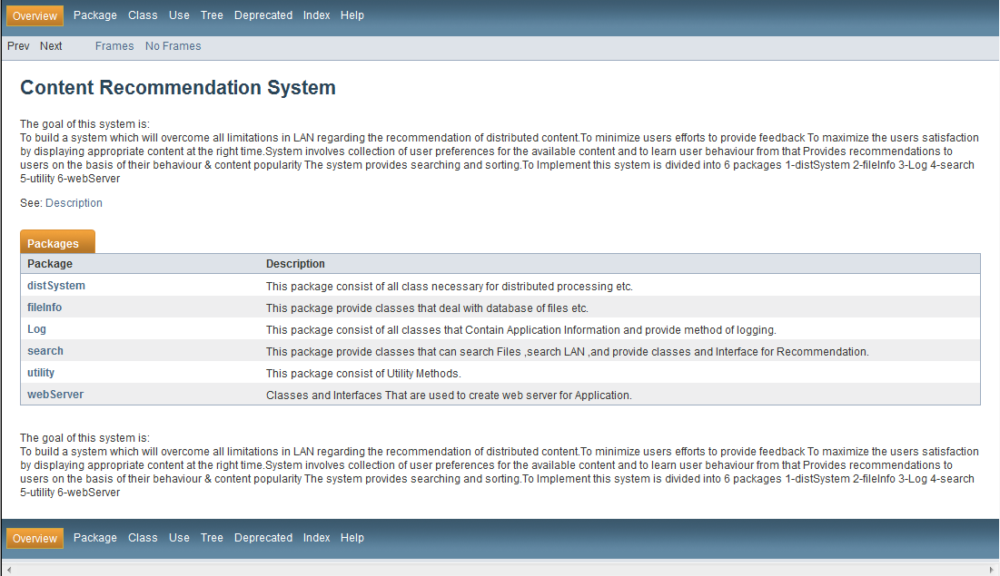 Overview Package Class Use Tree Deprecated Index Help
Prev Next Frames No Frames
Content Recommendation System
The goal of this system is:
To build a system which will overcome all limitations in LAN regarding the recommendation of distributed content.To minimize users efforts to provide feedback To maximize the users satisfaction
by displaying appropriate content at the right time.System involves collection of user preferences for the available content and to learn user behaviour from that Provides recommendations to
users on the basis of their behaviour & content popularity The system provides searching and sorting.To Implement this system is divided into 6 packages 1-distSystem 2-fileInfo 3-Log 4-search
5-utility 6-webServer
See: Description
Packages
Package Description
distSystem This package consist of all class necessary for distributed processing etc.
fileInfo This package provide classes that deal with database of files etc.
Log This package consist of all classes that Contain Application Information and provide method of logging.
search This package provide classes that can search Files ,search LAN ,and provide classes and Interface for Recommendation.
utility This package consist of Utility Methods.
webServer Classes and Interfaces That are used to create web server for Application.
The goal of this system is:
To build a system which will overcome all limitations in LAN regarding the recommendation of distributed content.To minimize users efforts to provide feedback To maximize the users satisfaction
by displaying appropriate content at the right time.System involves collection of user preferences for the available content and to learn user behaviour from that Provides recommendations to
users on the basis of their behaviour & content popularity The system provides searching and sorting.To Implement this system is divided into 6 packages 1-distSystem 2-fileInfo 3-Log 4-search
5-utility 6-webServer
Overview Package Class Use Tree Deprecated Index Help